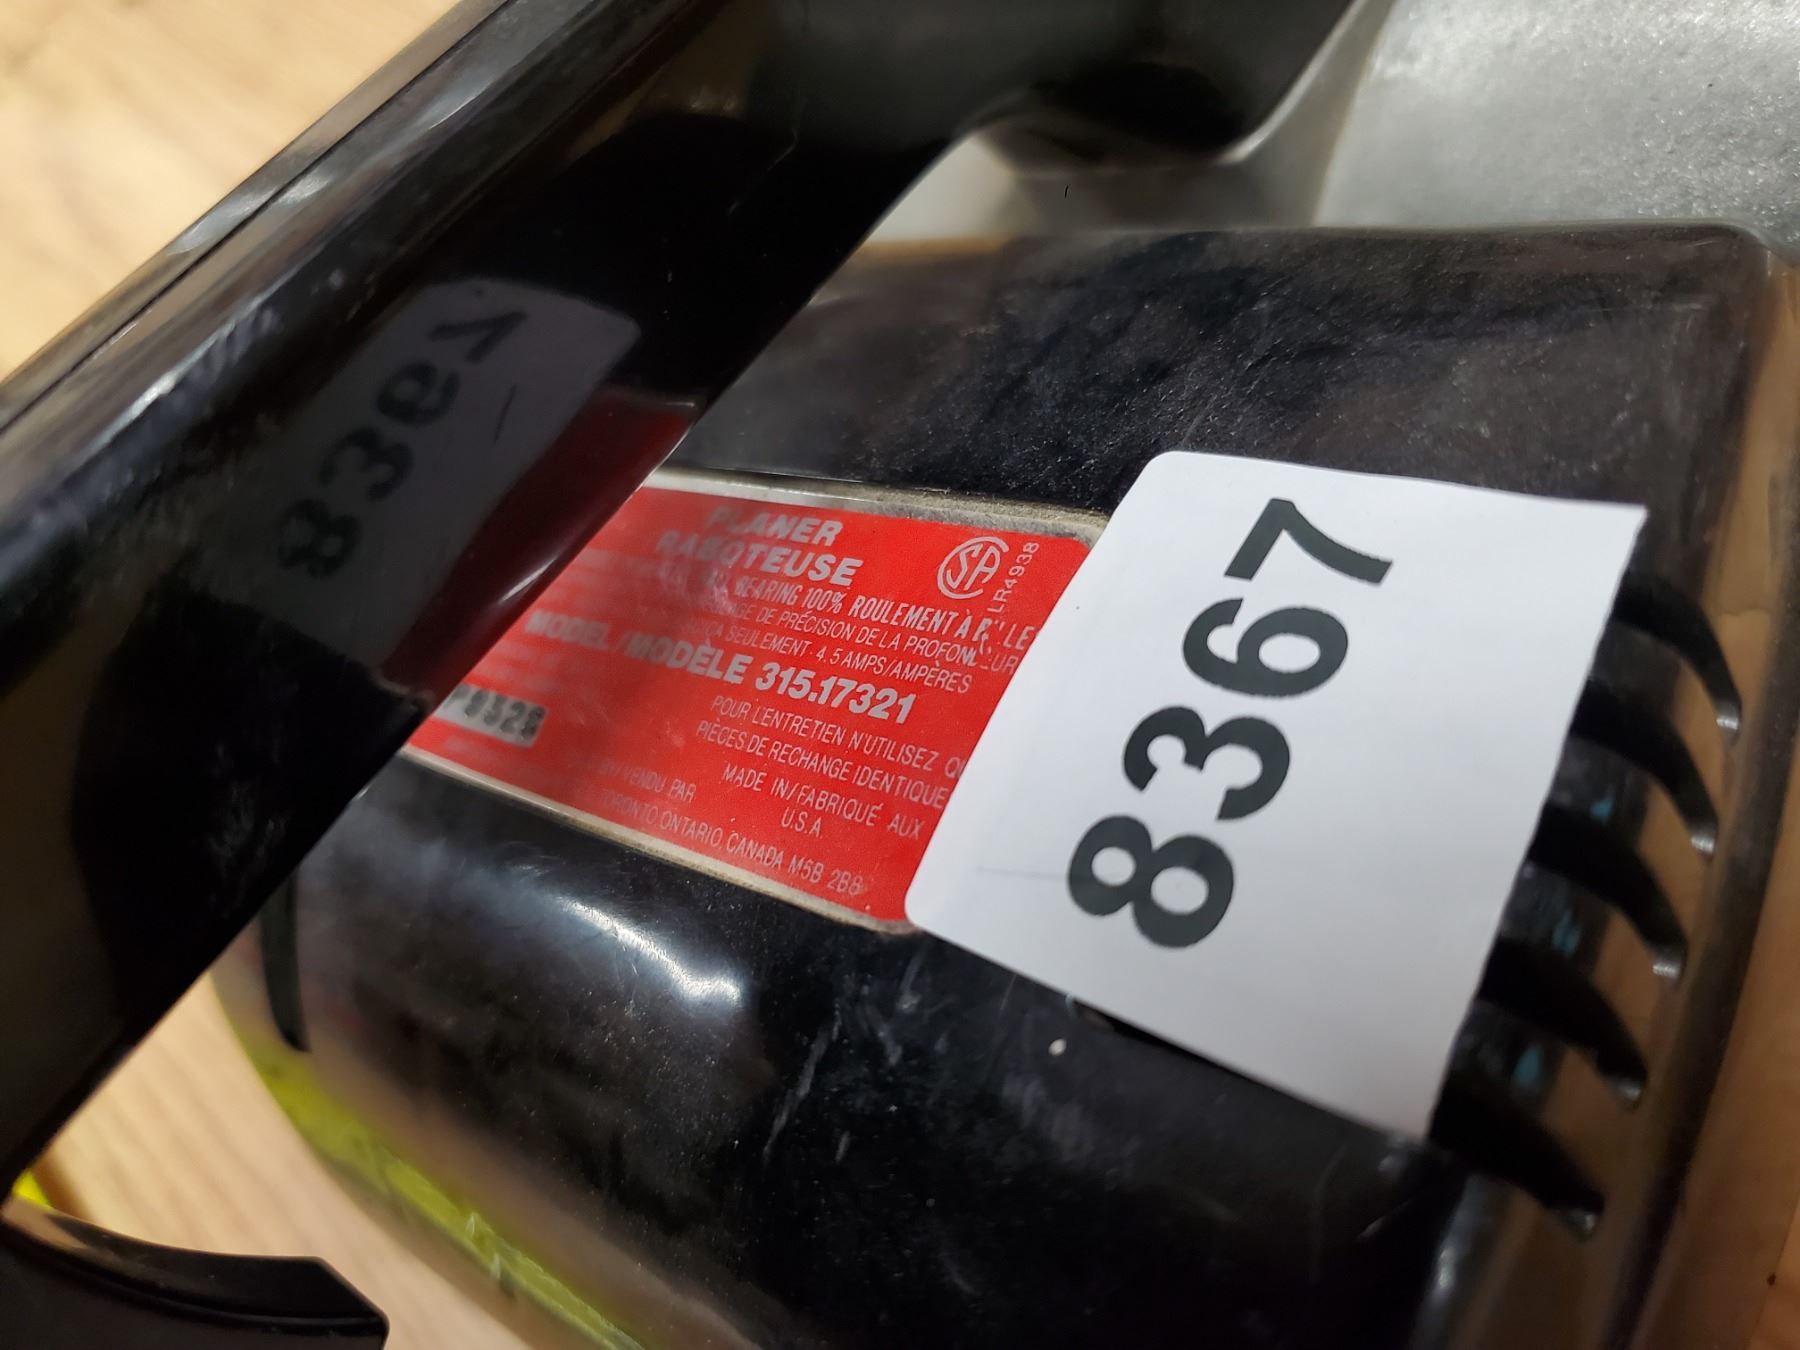 PLANER
RABOTEUSE
BEARING 100% ROULEMENT À
DE PRÉCISION DE LA PROFONDEUR
SEULEMENT 4.5 AMPS/AMPÈRES
MODEL/MODÈLE 315.17321
POUR L'ENTRETIEN N'UTILISEZ
PIÈCES DE RECHANGE IDENTIQUE
MADE IN/FABRIQUÉ AUX
U.S.A
VENDU PAR
TORONTO, ONTARIO, CANADA M5B 2B8
CSA
LR4938
8367
8367